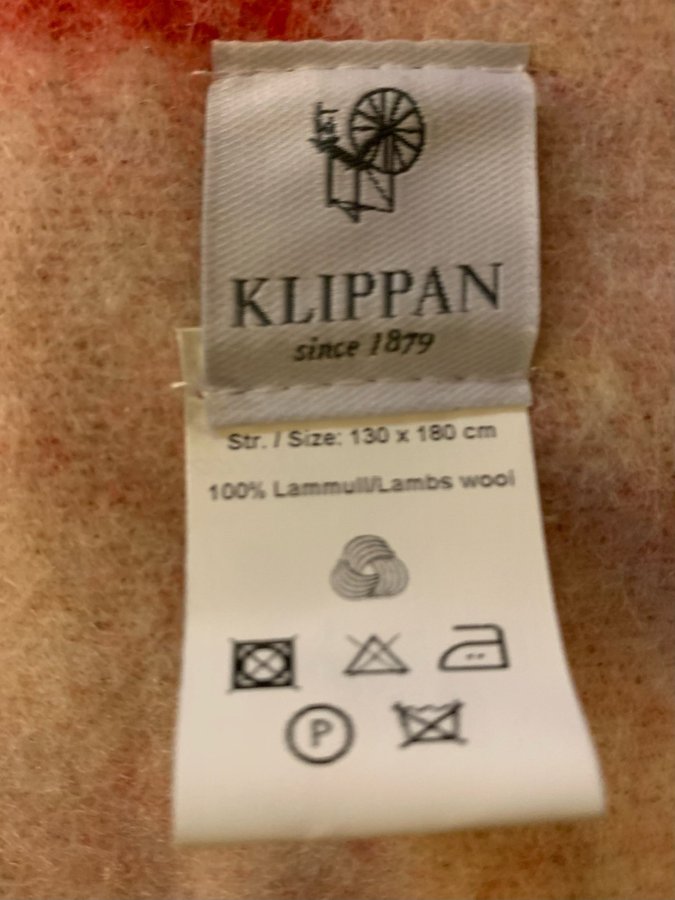 KLIPPAN
since 1879
Str. / Size: 130 x 180 cm
100% Lammull/Lambs wool
P